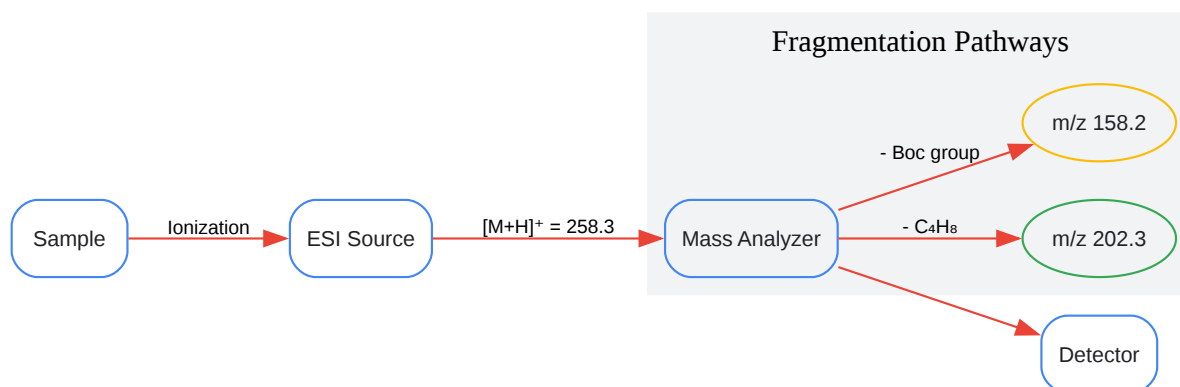 Fragmentation Pathways
m/z 158.2
- Boc group
Sample
Ionization
ESI Source
[M+H]⁺ = 258.3
Mass Analyzer
- C₄H₈
m/z 202.3
Detector